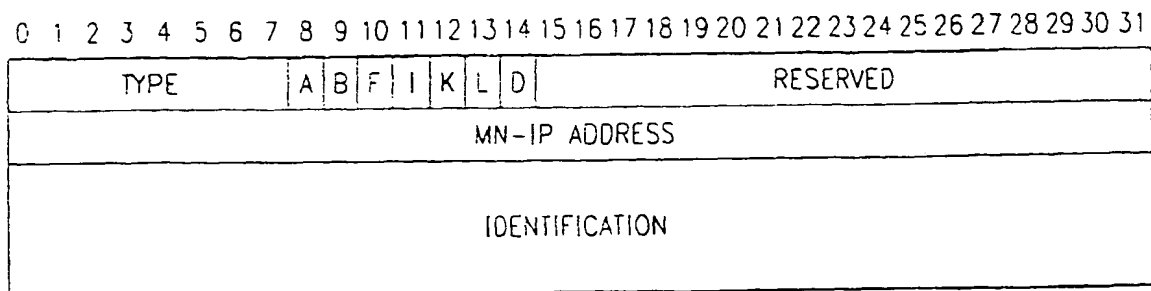 0 1 2 3 4 5 6 7 8 9 10 11 12 13 14 15 16 17 18 19 20 21 22 23 24 25 26 27 28 29 30 31
TYPE A B F I K L D RESERVED
MN-IP ADDRESS
IDENTIFICATION